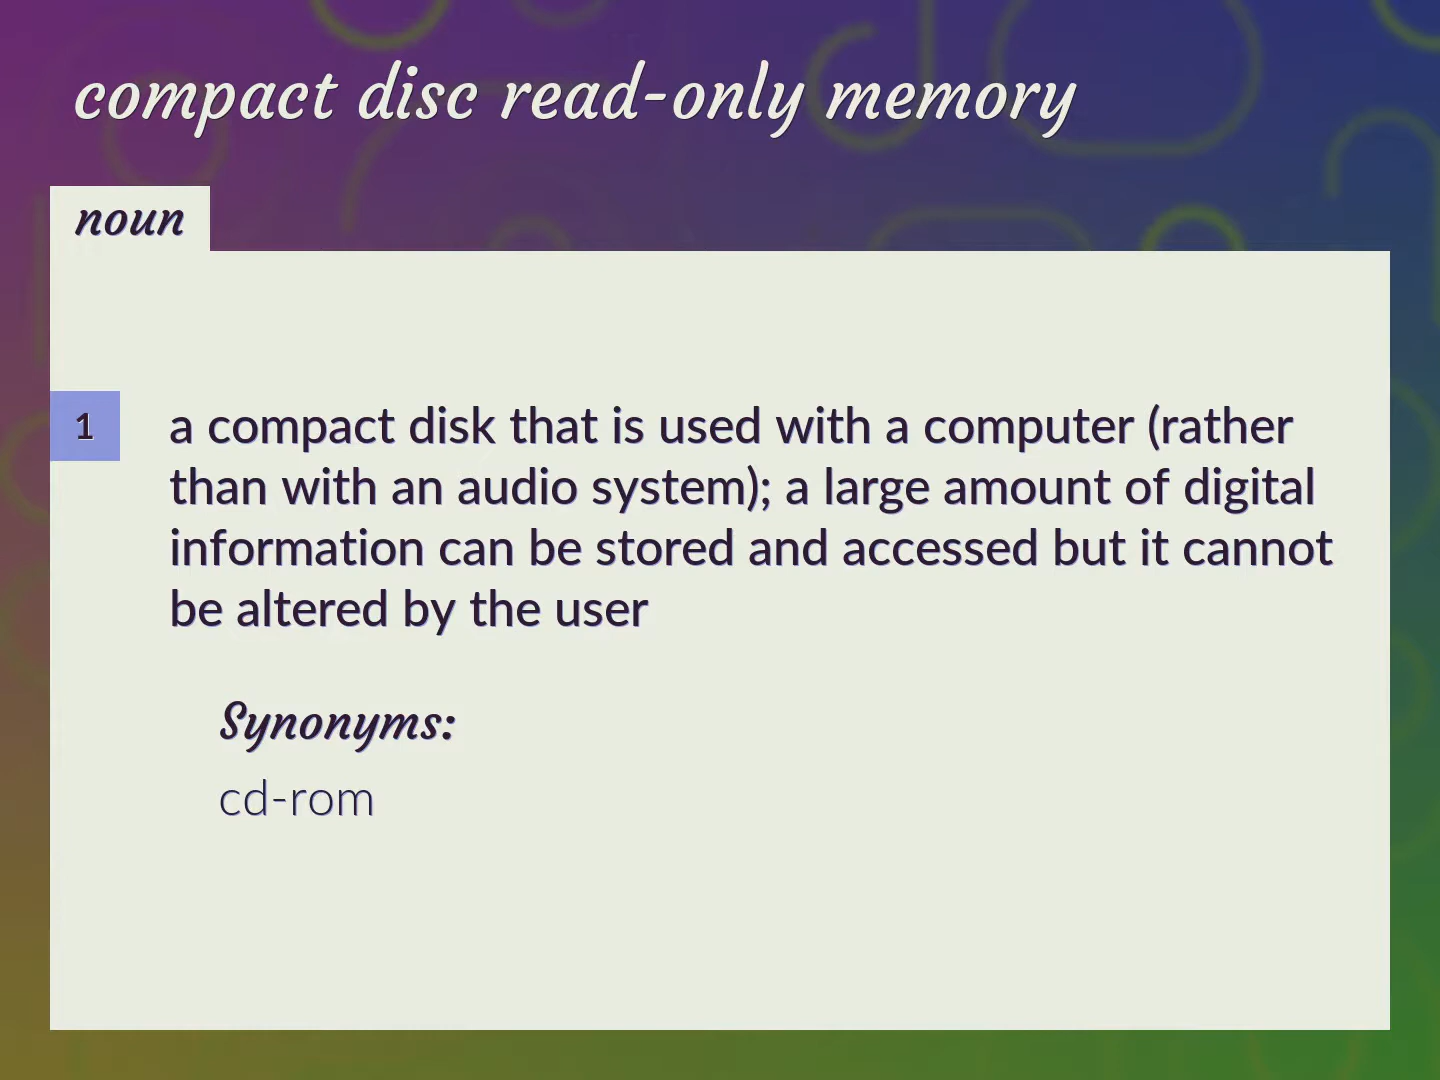 compact disc read-only memory
noun
1
a compact disk that is used with a computer (rather
than with an audio system); a large amount of digital
information can be stored and accessed but it cannot
be altered by the user
Synonyms:
cd-rom